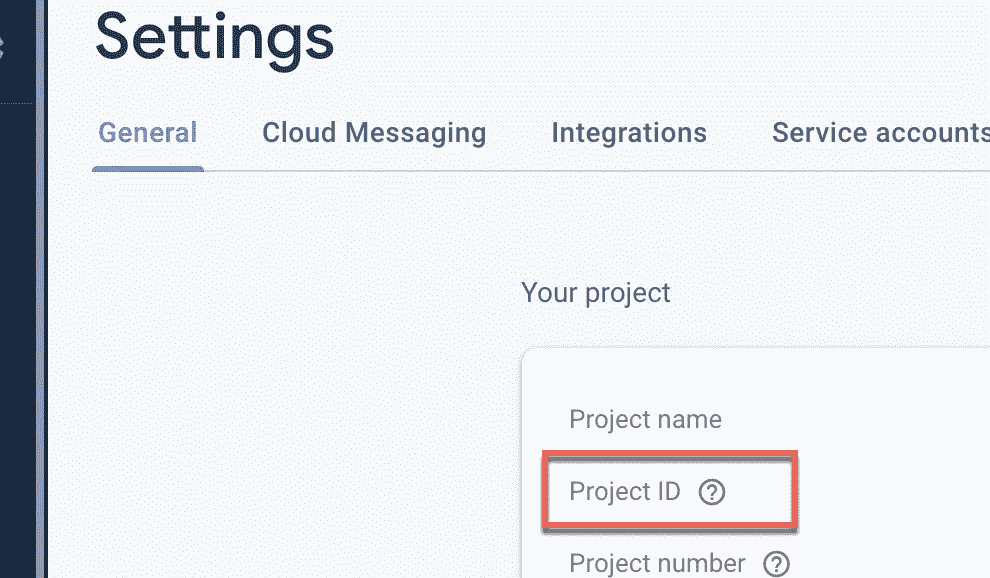 Settings
General Cloud Messaging Integrations Service accounts
Your project
Project name
Project ID
Project number